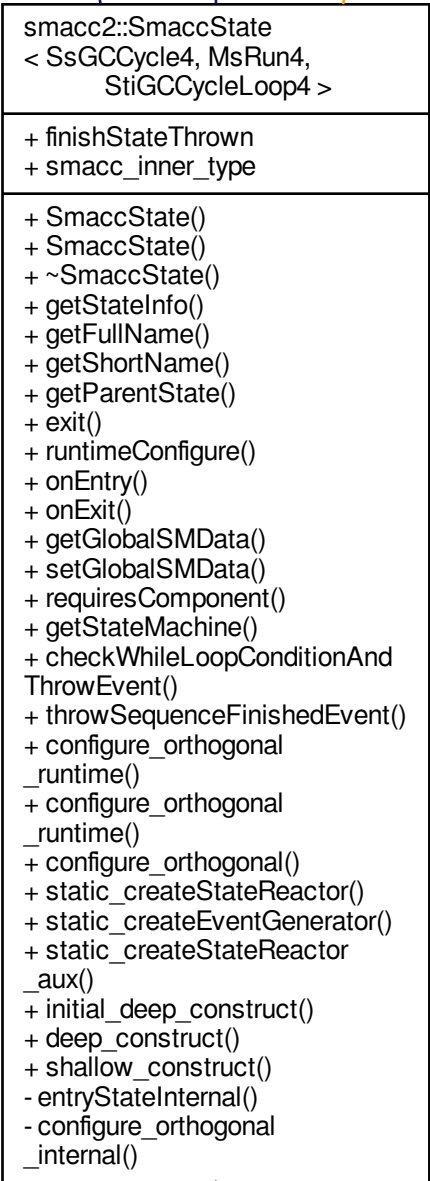 smacc2::SmaccState
< SsGCCycle4, MsRun4,
StiGCCycleLoop4 >
+ finishStateThrown
+ smacc_inner_type
+ SmaccState()
+ SmaccState()
+ ~SmaccState()
+ getStateInfo()
+ getFullName()
+ getShortName()
+ getParentState()
+ exit()
+ runtimeConfigure()
+ onEntry()
+ onExit()
+ getGlobalSMData()
+ setGlobalSMData()
+ requiresComponent()
+ getStateMachine()
+ checkWhileLoopConditionAnd
ThrowEvent()
+ throwSequenceFinishedEvent()
+ configure_orthogonal
_runtime()
+ configure_orthogonal
_runtime()
+ configure_orthogonal()
+ static_createStateReactor()
+ static_createEventGenerator()
+ static_createStateReactor
_aux()
+ initial_deep_construct()
+ deep_construct()
+ shallow_construct()
- entryStateInternal()
- configure_orthogonal
_internal()